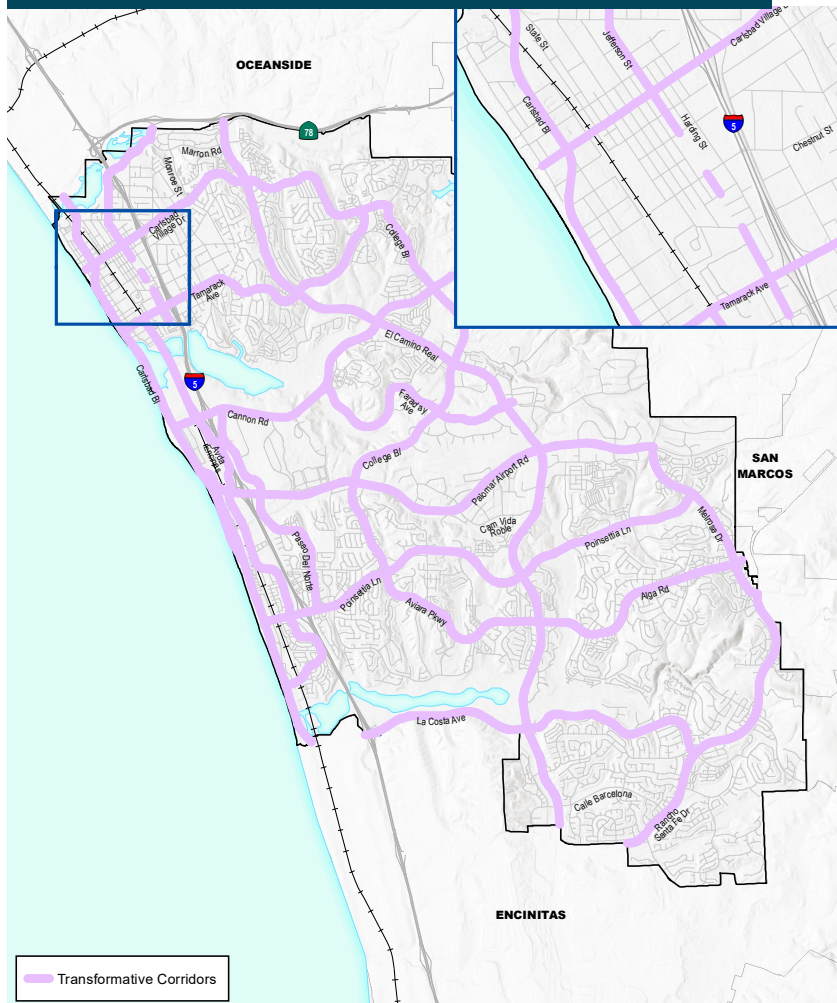 OCEANSIDE
78
Marron Rd
Monroe St
Carlsbad
Village Dr
College Bl
Tamarack
Ave
El Camino Real
Carlsbad Bl
5
Cannon Rd
Faraday
Ave
Avda
Encinas
College Bl
Palomar Airport Rd
SAN
MARCOS
Cam Vida
Roble
Melrose Dr
Poinsettia Ln
Paseo Del Norte
Poinsettia Ln
Alga Rd
Aviara Pkwy
La Costa Ave
Calle Barcelona
Rancho
Santa Fe Dr
ENCINITAS
Transformative Corridors
State St
Jefferson St
Carlsbad Village
Carlsbad Bl
Harding St
5
Chestnut St
Tamarack Ave